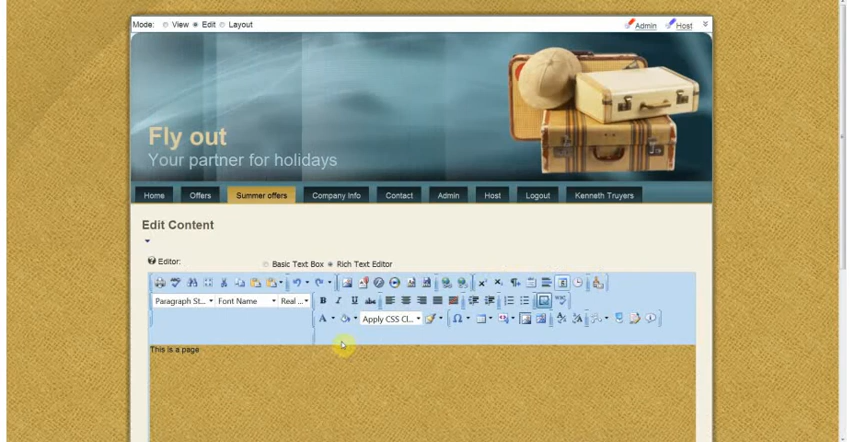 Mode: View Edit Layout Admin Host
Fly out
Your partner for holidays
Home Offers Summer offers Company Info Contact Admin Host Logout Kenneth Truyers
Edit Content
Editor: Basic Text Box Rich Text Editor
Paragraph St... Font Name Real ... B I U abc
A Apply CSS Cl... Ω
This is a page